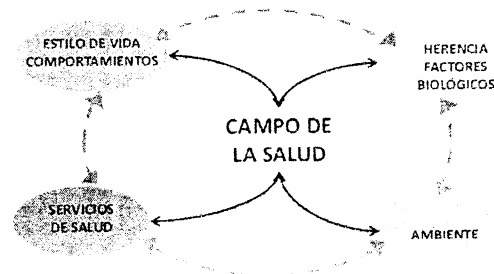 ESTILO DE VIDA
COMPORTAMIENTOS
HERENCIA
FACTORES
BIOLÓGICOS
CAMPO DE
LA SALUD
SERVICIOS
DE SALUD
AMBIENTE